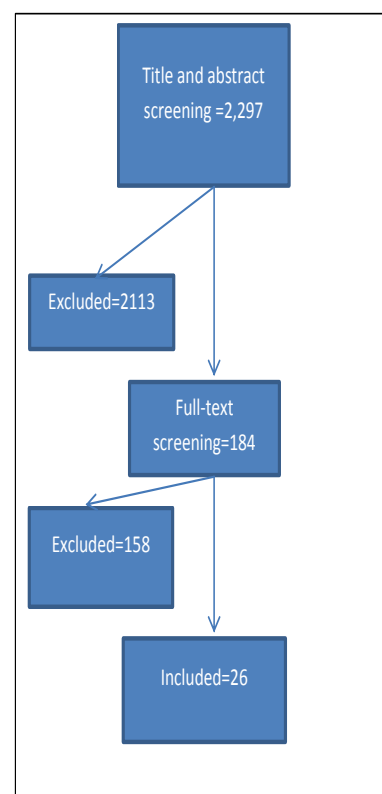 Title and abstract
screening =2,297
Excluded=2113
Full-text
screening=184
Excluded=158
Included=26